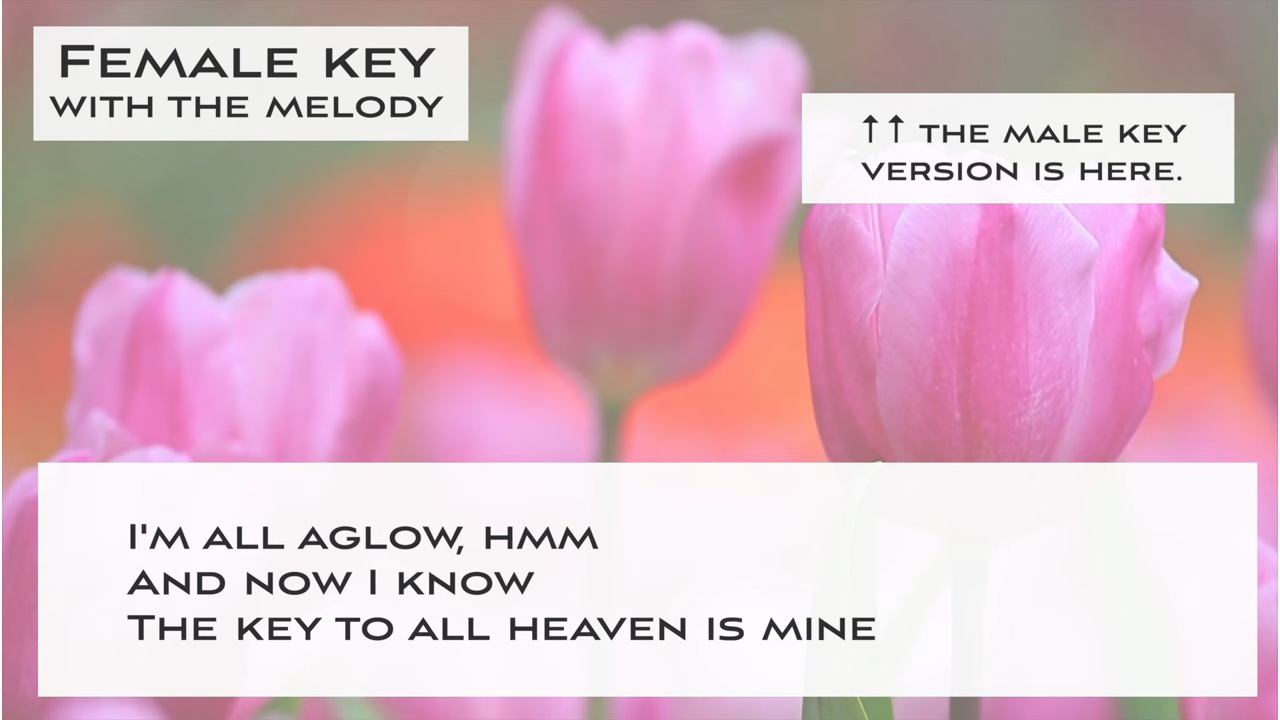 FEMALE KEY
WITH THE MELODY
↑↑ THE MALE KEY
VERSION IS HERE.
I'M ALL AGLOW, HMM
AND NOW I KNOW
THE KEY TO ALL HEAVEN IS MINE